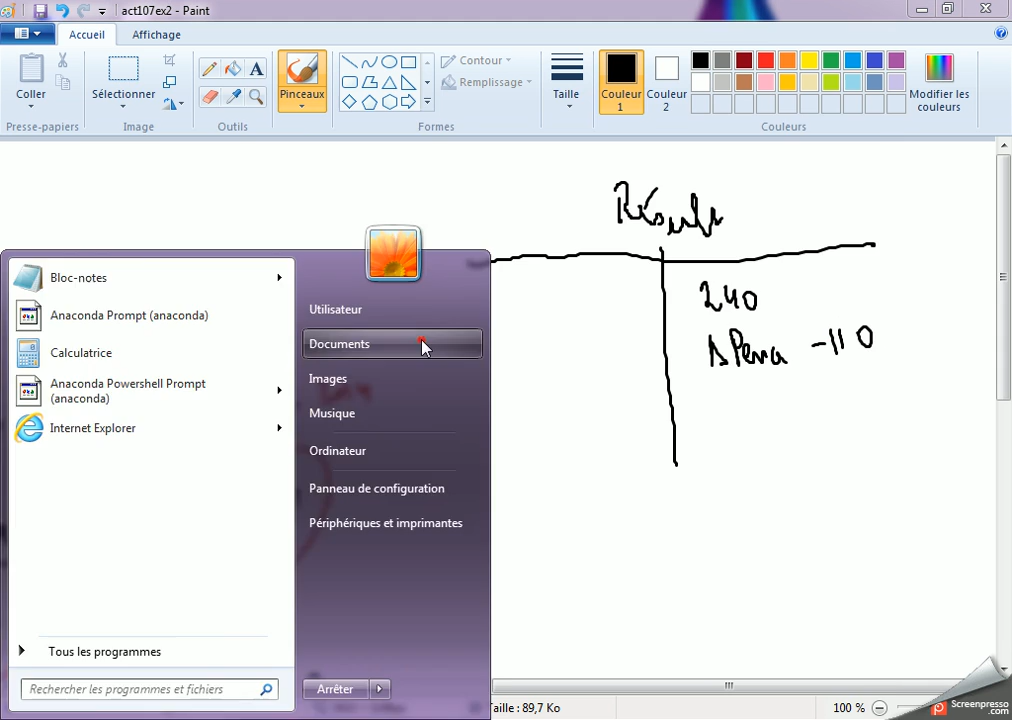 act107ex2 - Paint
Accueil
Affichage
Coller
Sélectionner
Pinceaux
Contour
Remplissage
Taille
Couleur 1
Couleur 2
Modifier les couleurs
Presse-papiers
Image
Outils
Formes
Couleurs
Résultat
240
ΔPerra -110
Bloc-notes
Anaconda Prompt (anaconda)
Calculatrice
Anaconda Powershell Prompt
(anaconda)
Internet Explorer
Tous les programmes
Rechercher les programmes et fichiers
Utilisateur
Documents
Images
Musique
Ordinateur
Panneau de configuration
Périphériques et imprimantes
Arrêter
Taille : 89,7 Ko
100 %
Screenpresso
.com